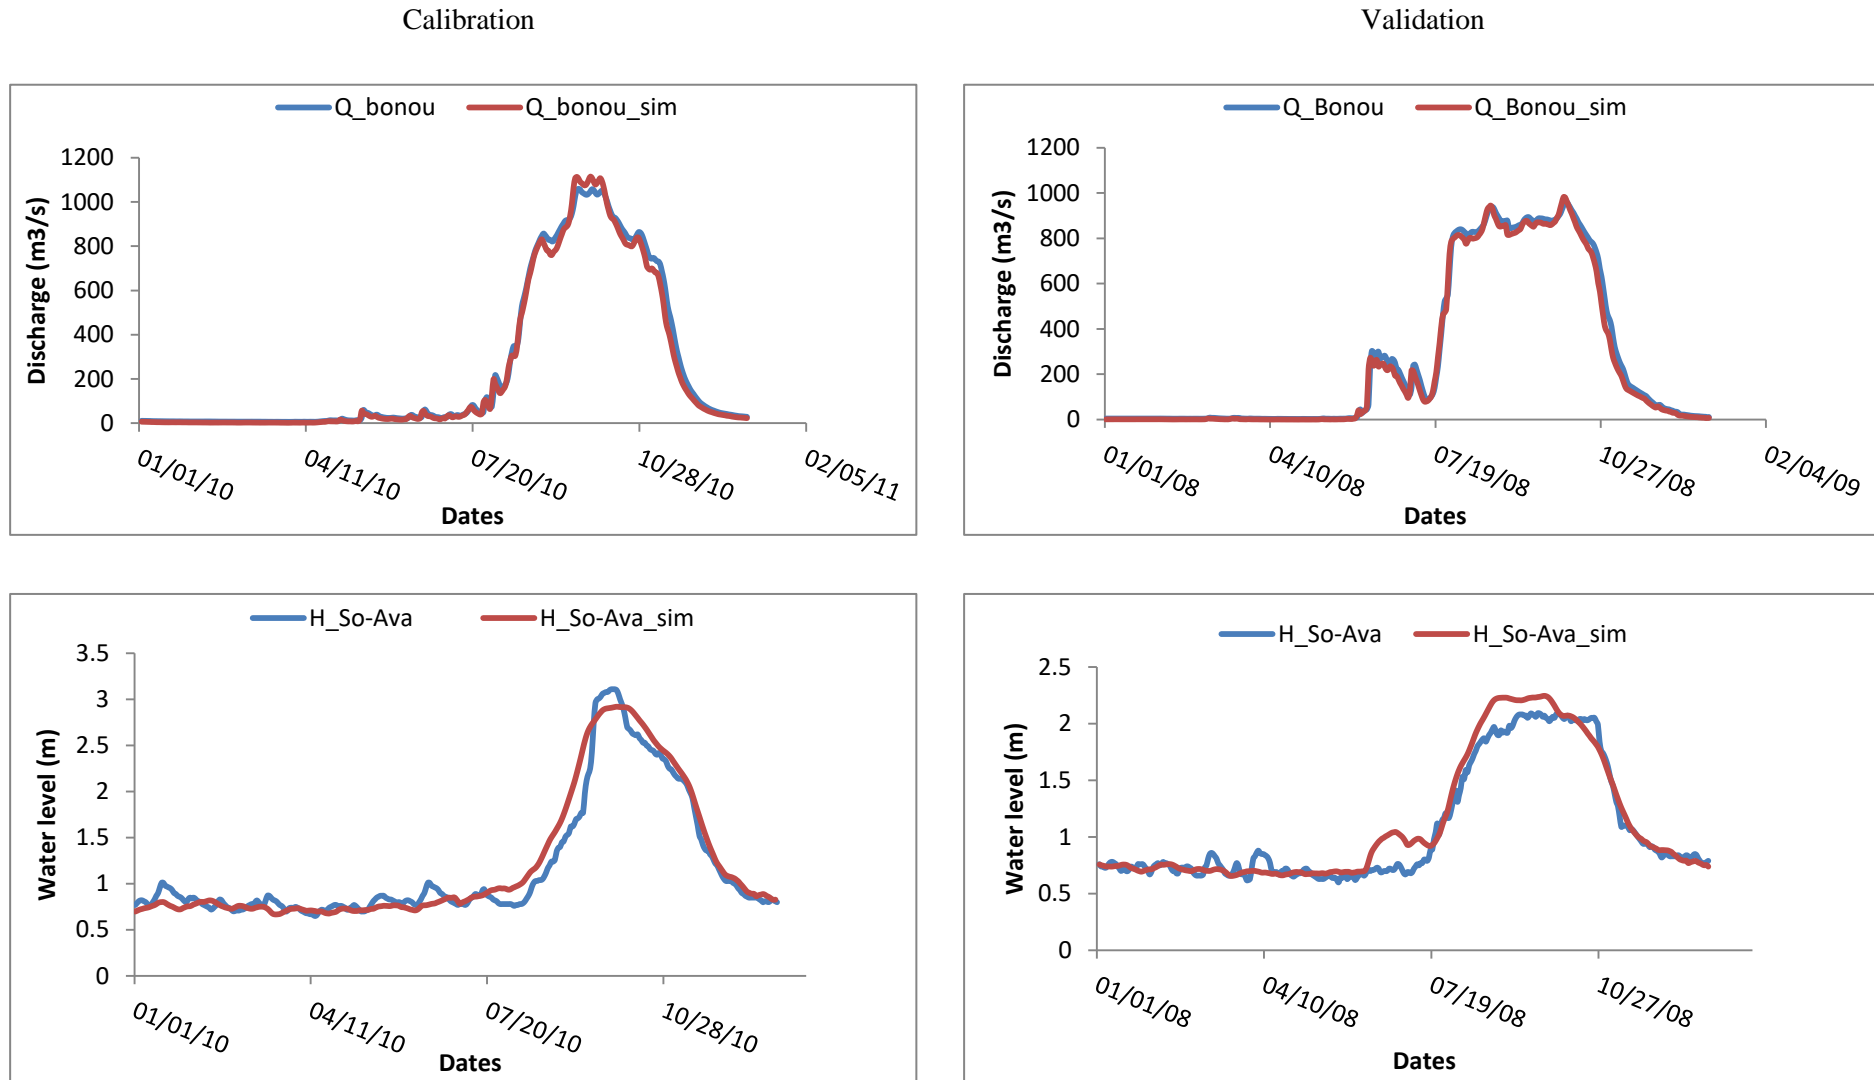 Calibration
Validation
Q_bonou Q_bonou_sim
1200
1000
800
600
400
200
0
Discharge (m3/s)
01/01/10 04/11/10 07/20/10 10/28/10 02/05/11
Dates
Q_Bonou Q_Bonou_sim
1200
1000
800
600
400
200
0
Discharge (m3/s)
01/01/08 04/10/08 07/19/08 10/27/08 02/04/09
Dates
H_So-Ava H_So-Ava_sim
3.5
3
2.5
2
1.5
1
0.5
0
Water level (m)
01/01/10 04/11/10 07/20/10 10/28/10
Dates
H_So-Ava H_So-Ava_sim
2.5
2
1.5
1
0.5
0
Water level (m)
01/01/08 04/10/08 07/19/08 10/27/08
Dates